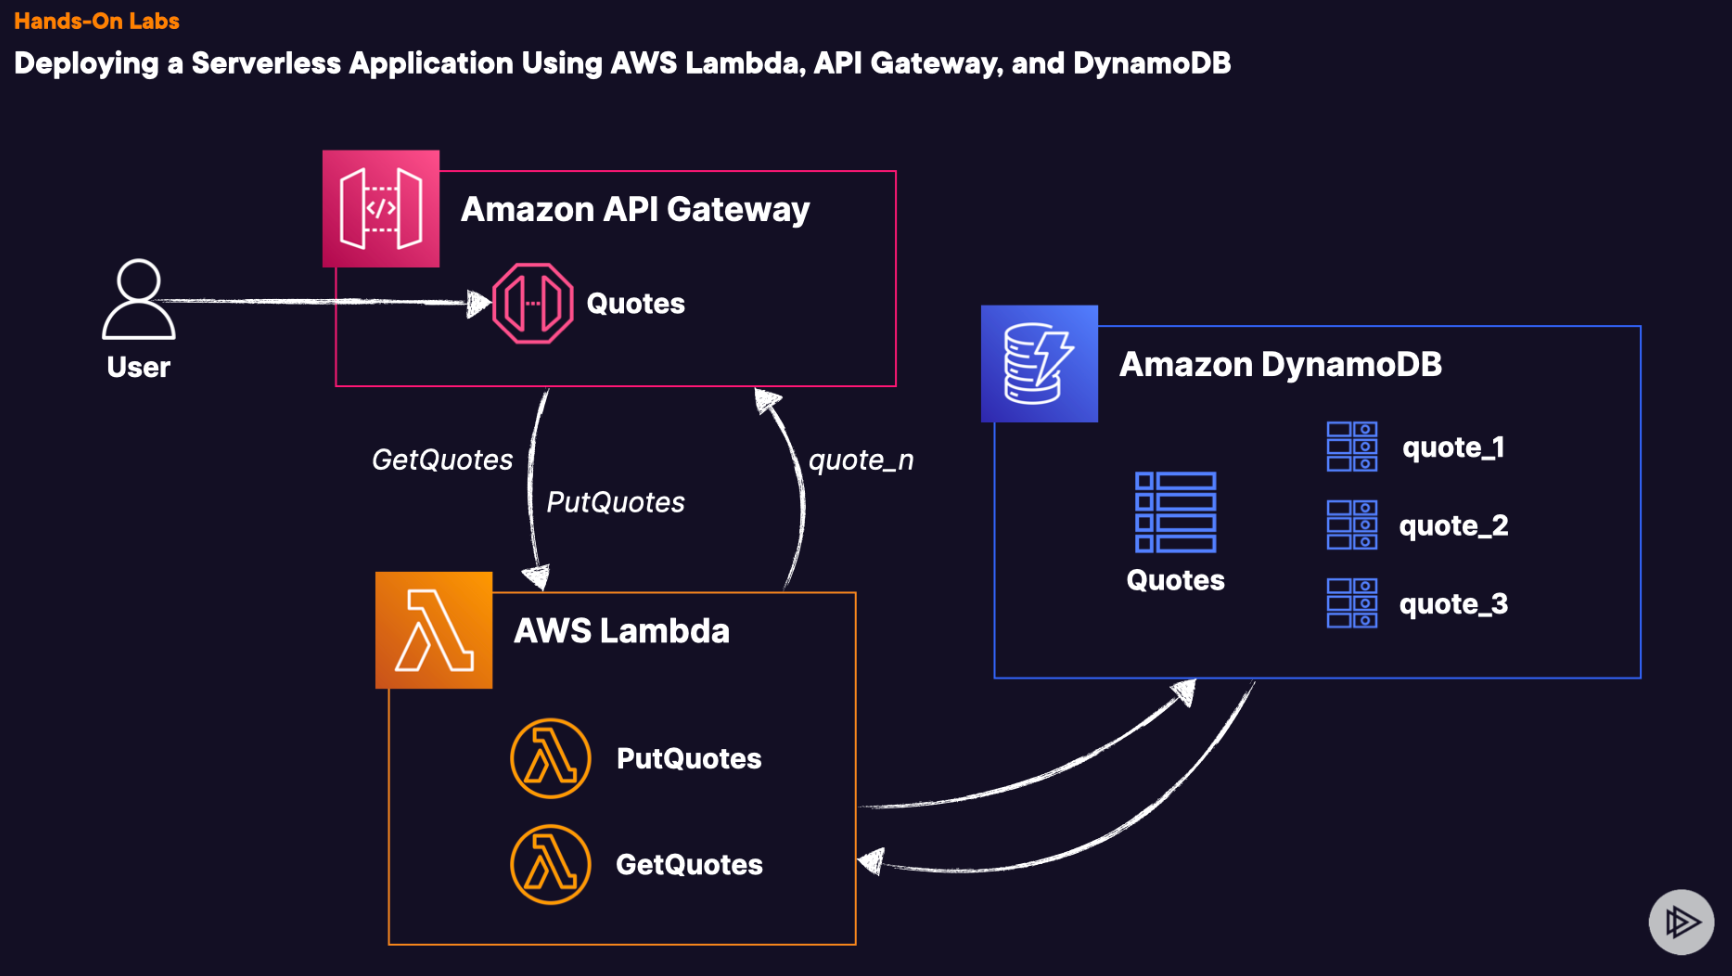 Hands-On Labs
Deploying a Serverless Application Using AWS Lambda, API Gateway, and DynamoDB
Amazon API Gateway
</>
Quotes
User
Amazon DynamoDB
quote_1
quote_2
quote_3
Quotes
GetQuotes
PutQuotes
quote_n
AWS Lambda
PutQuotes
GetQuotes